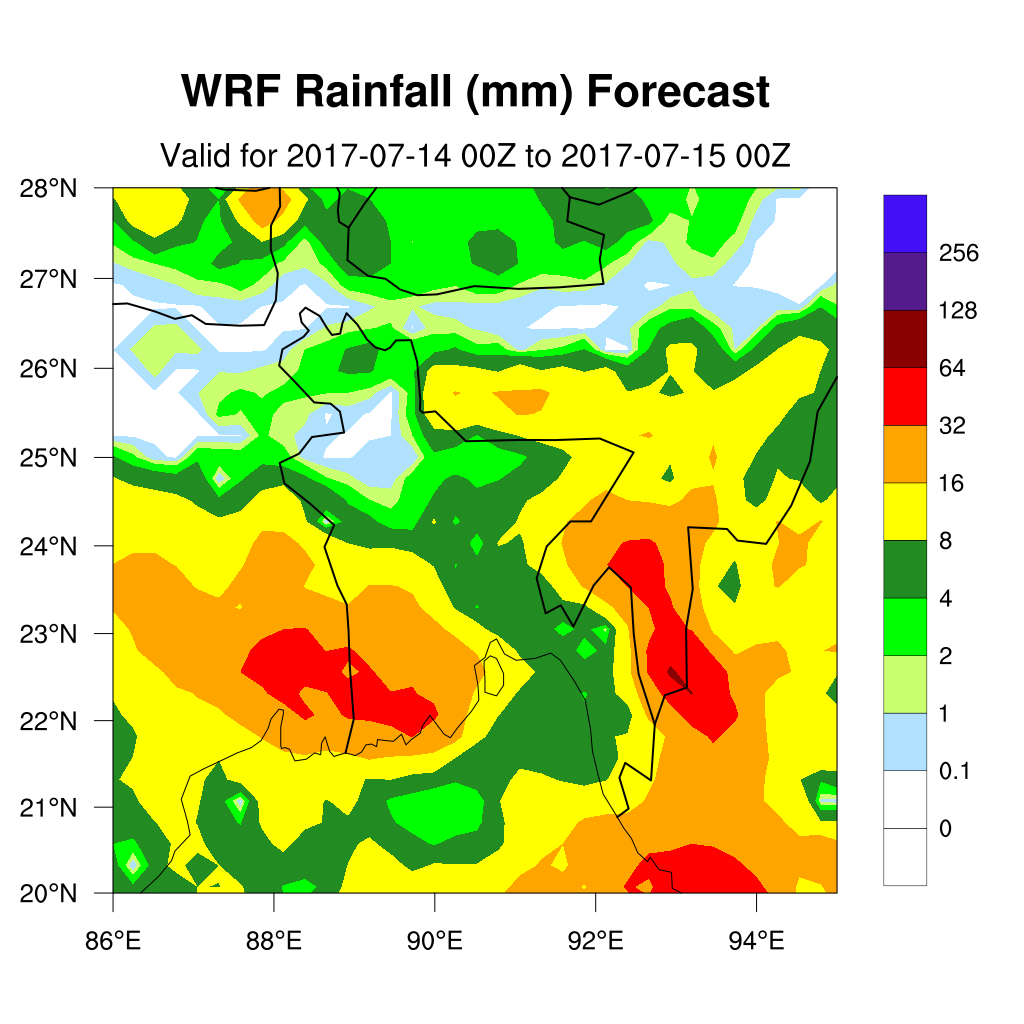 WRF Rainfall (mm) Forecast
Valid for 2017-07-14 00Z to 2017-07-15 00Z
28°N
27°N
26°N
25°N
24°N
23°N
22°N
21°N
20°N
86°E 88°E 90°E 92°E 94°E
256
128
64
32
16
8
4
2
1
0.1
0